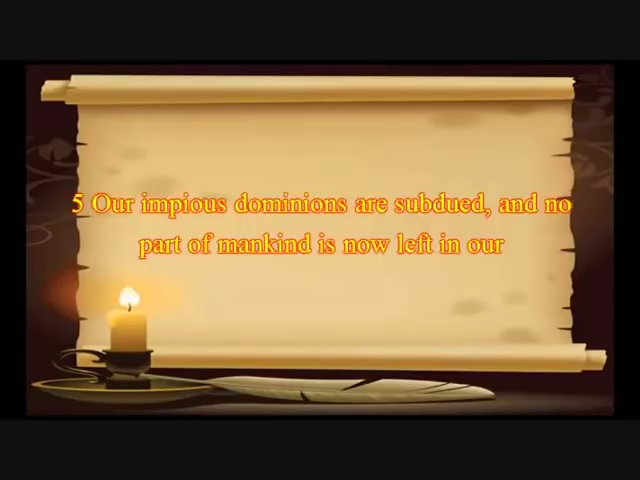 5 Our impious dominions are subdued, and no
part of mankind is now left in our